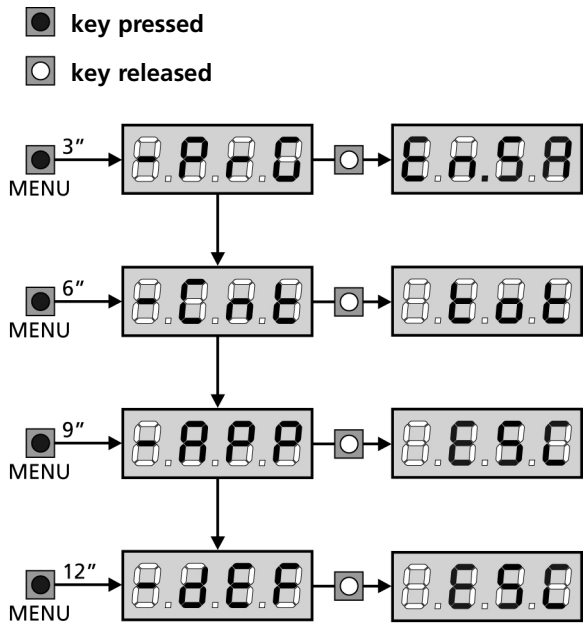 key pressed
key released
3” -PrG En.SA
MENU
6” -Cnt tot
MENU
9” -APP ESC
MENU
12” -dEF ESC
MENU